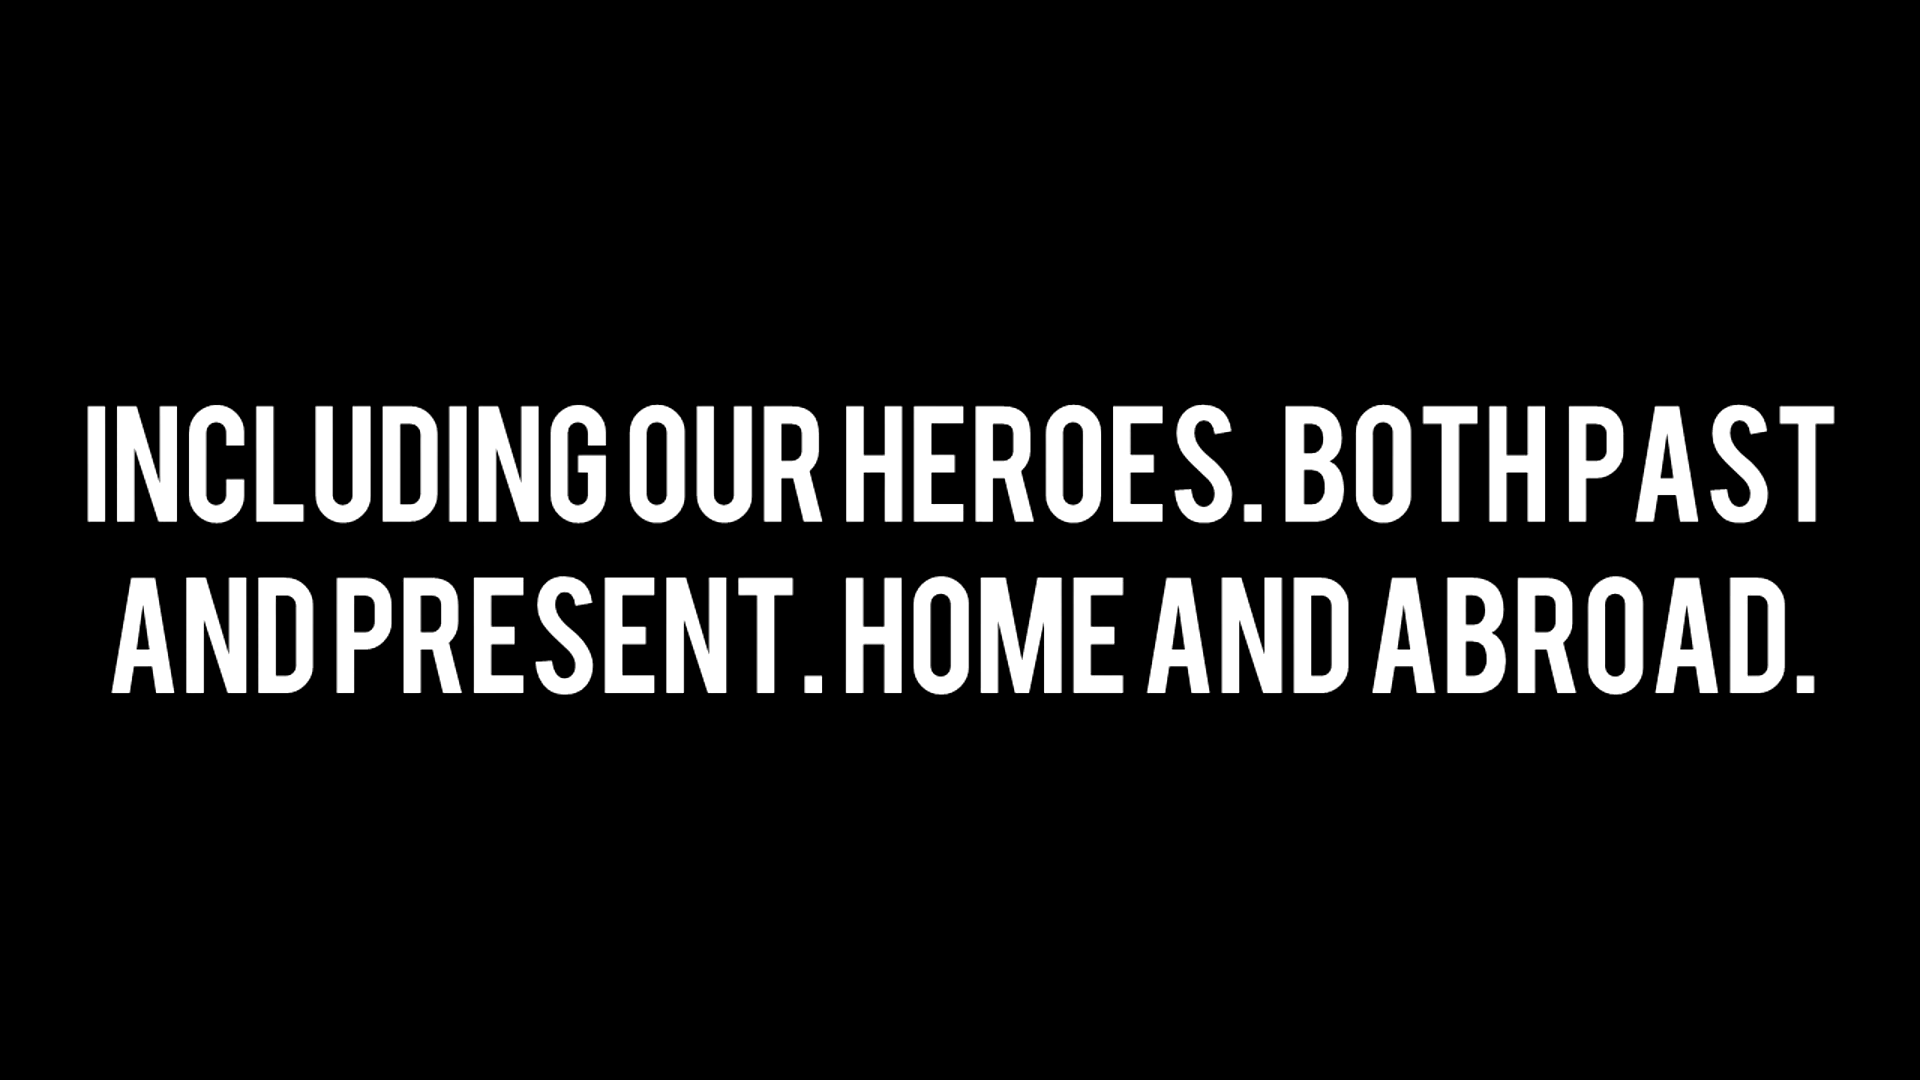 INCLUDING OUR HEROES. BOTH PAST
AND PRESENT. HOME AND ABROAD.